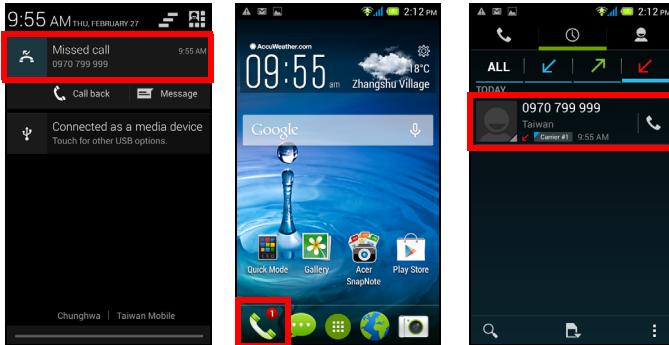 9:55 AM THU, FEBRUARY 27
Missed call
9:55 AM
0970 799 999
Call back
Message
Connected as a media device
Touch for other USB options.
Chunghwa | Taiwan Mobile
2:12 PM
AccuWeather.com
09:55 am
18°C
Zhangshu Village
Google
Quick Mode
Gallery
Acer SnapNote
Play Store
1
2:12 PM
ALL
TODAY
0970 799 999
Taiwan
Carrier #1
9:55 AM